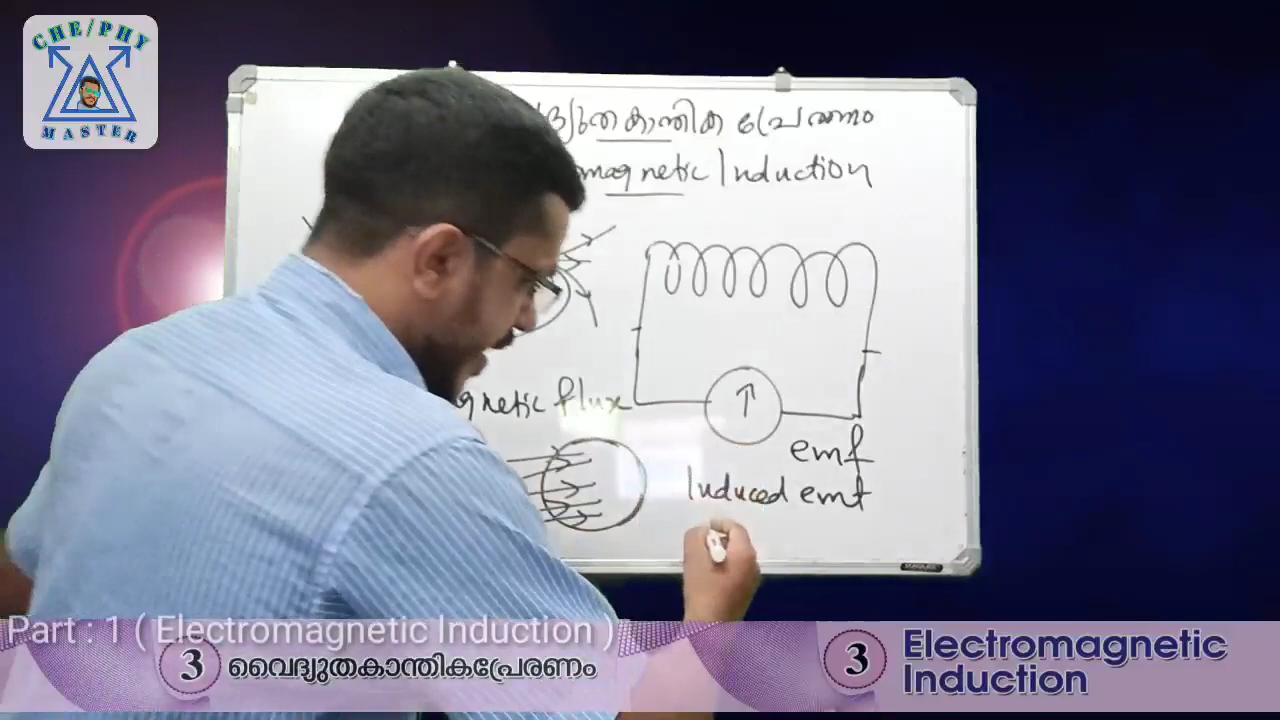 CHE/PHY
MASTER
കാന്തിക പ്രേരണം
magnetic Induction
Magnetic flux
emf
Induced emf
Part : 1 ( Electromagnetic Induction )
3 വൈദ്യുതകാന്തികപ്രേരണം
3 Electromagnetic
Induction